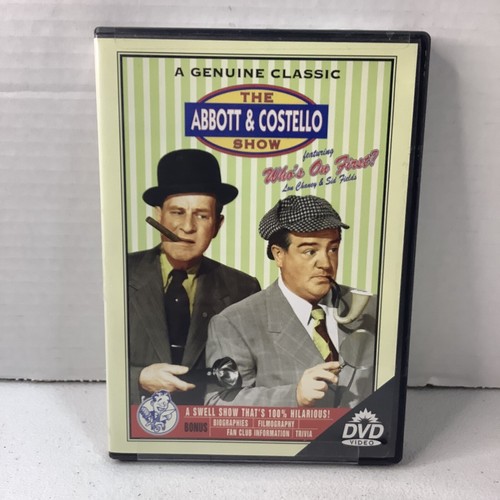 A GENUINE CLASSIC
THE
ABBOTT & COSTELLO
SHOW
featuring
Who's On First?
Lon Chaney & Sid Fields
A SWELL SHOW THAT'S 100% HILARIOUS!
BONUS BIOGRAPHIES FILMOGRAPHY
FAN CLUB INFORMATION TRIVIA
DVD
VIDEO